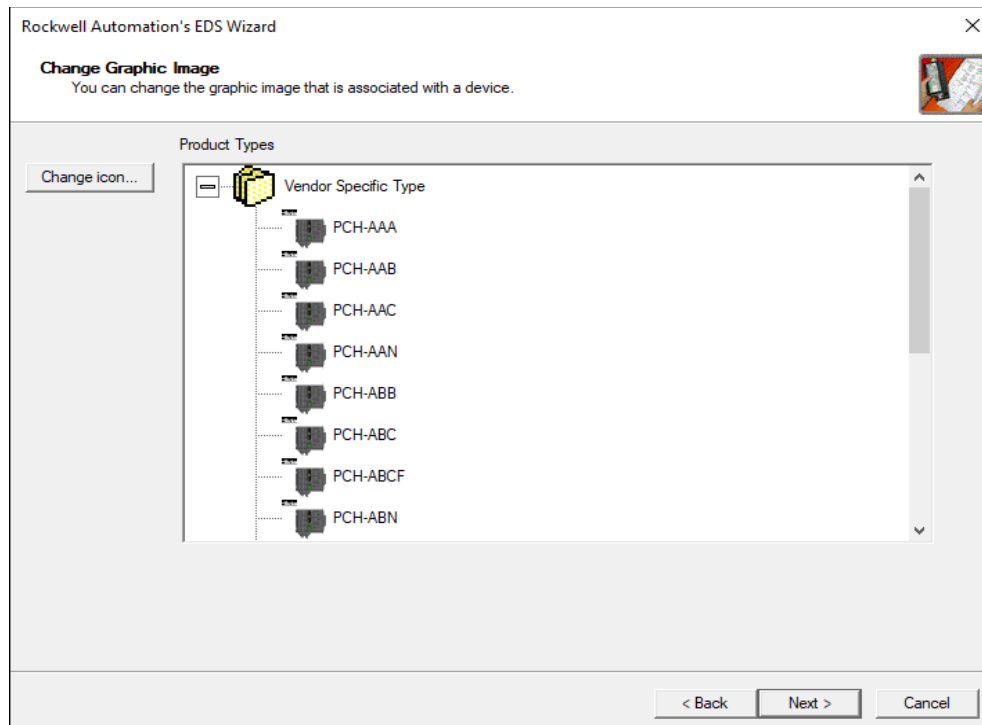 Rockwell Automation's EDS Wizard
Change Graphic Image
You can change the graphic image that is associated with a device.
Product Types
Change icon...
Vendor Specific Type
PCH-AAA
PCH-AAB
PCH-AAC
PCH-AAN
PCH-ABB
PCH-ABC
PCH-ABCF
PCH-ABN
< Back
Next >
Cancel